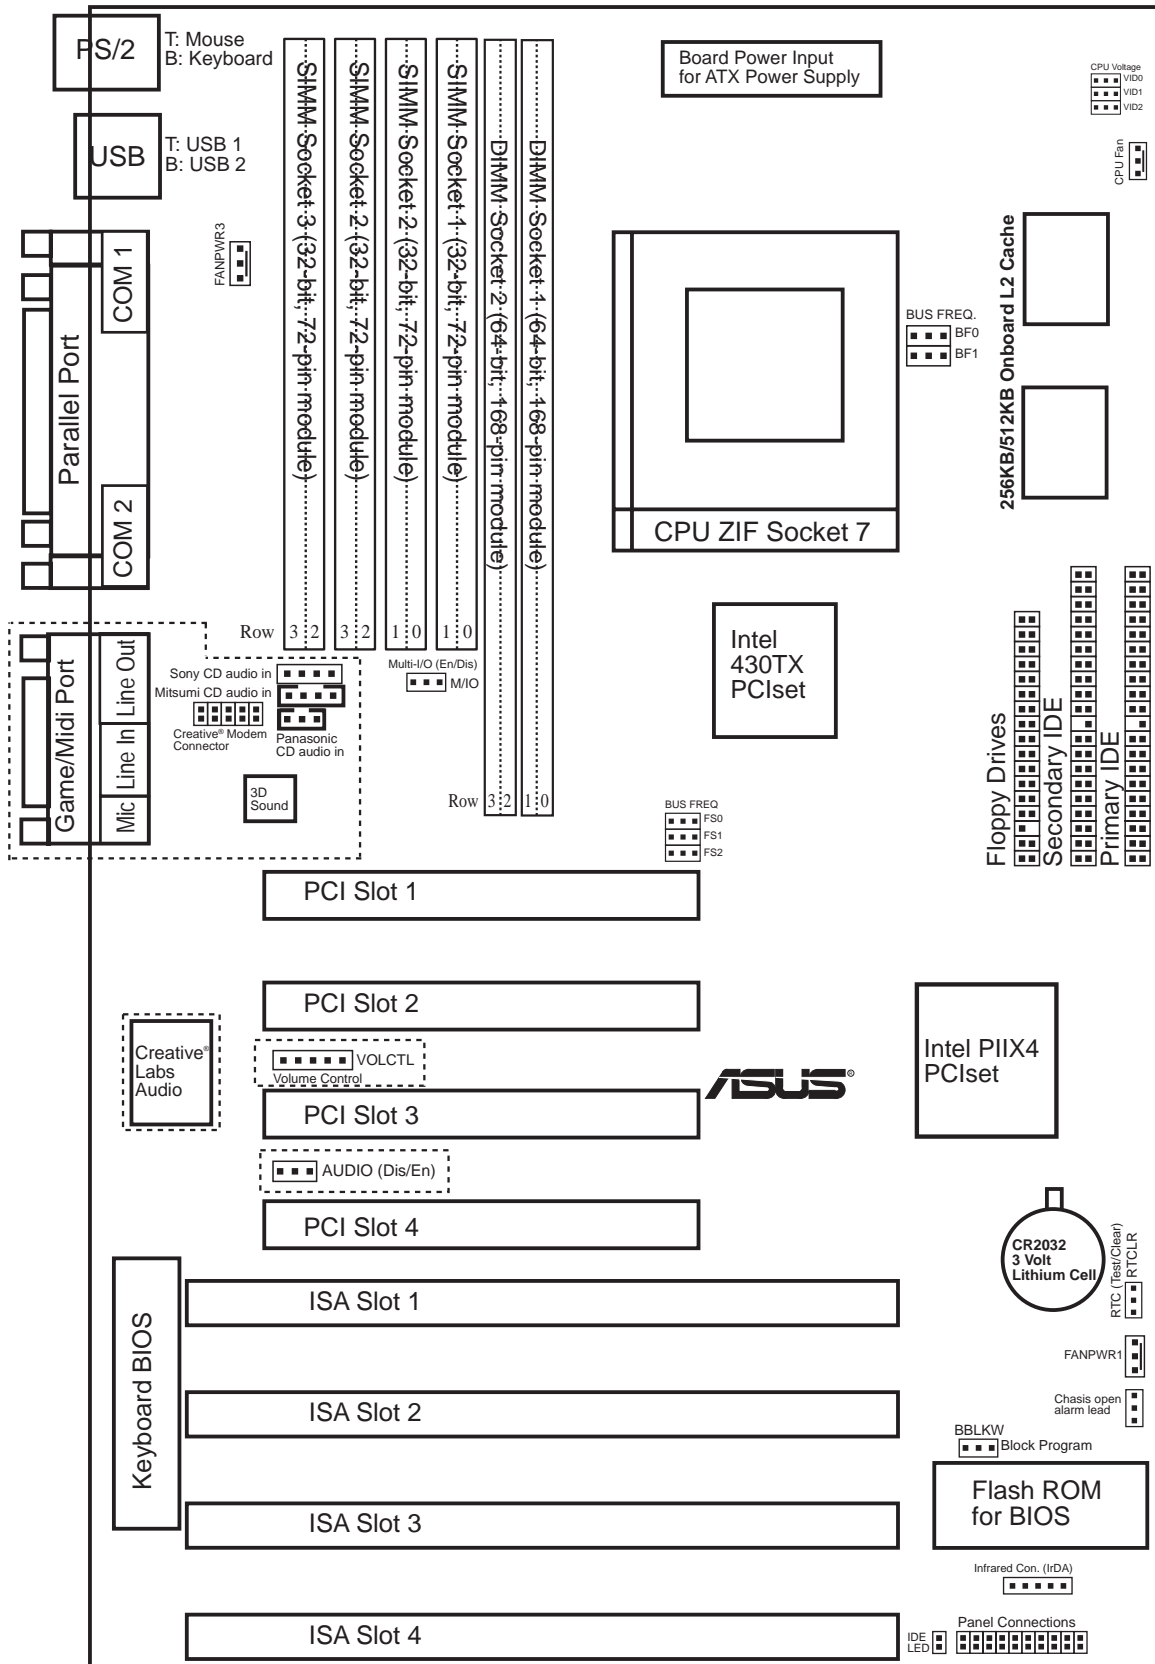 PS/2
T: Mouse
B: Keyboard
USB
T: USB 1
B: USB 2
FANPWR3
COM 1
Parallel Port
COM 2
SIMM Socket 3 (32-bit, 72-pin module)
SIMM Socket 2 (32-bit, 72-pin module)
SIMM Socket 2 (32-bit, 72-pin module)
SIMM Socket 1 (32-bit, 72-pin module)
DIMM Socket 2 (64-bit, 168-pin module)
DIMM Socket 1 (64-bit, 168-pin module)
Board Power Input
for ATX Power Supply
CPU Voltage
VID0
VID1
VID2
CPU Fan
BUS FREQ.
BF0
BF1
256KB/512KB Onboard L2 Cache
CPU ZIF Socket 7
Row 3 2 3 2 1 0 1 0
Game/Midi Port
Line Out
Line In
Mic
Sony CD audio in
Mitsumi CD audio in
Creative® Modem
Connector
Panasonic
CD audio in
3D
Sound
Multi-I/O (En/Dis)
M/IO
Row 3 2 1 0
Intel
430TX
PCIset
BUS FREQ
FS0
FS1
FS2
Floppy Drives
Secondary IDE
Primary IDE
PCI Slot 1
PCI Slot 2
Creative®
Labs
Audio
VOLCTL
Volume Control
PCI Slot 3
ASUS®
Intel PIIX4
PCIset
AUDIO (Dis/En)
PCI Slot 4
CR2032
3 Volt
Lithium Cell
RTC (Test/Clear)
RTCLR
Keyboard BIOS
ISA Slot 1
FANPWR1
ISA Slot 2
Chasis open
alarm lead
BBLKW
Block Program
Flash ROM
for BIOS
ISA Slot 3
Infrared Con. (IrDA)
ISA Slot 4
IDE
LED
Panel Connections